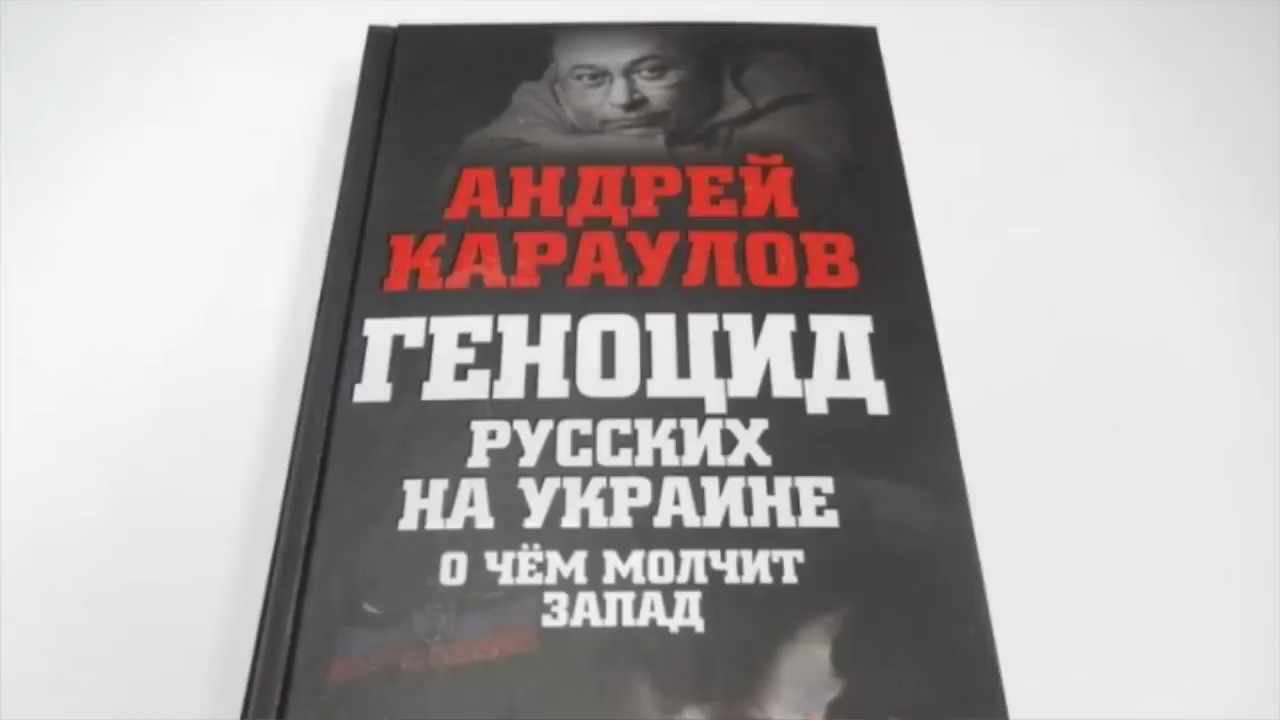 АНДРЕЙ
КАРАУЛОВ
ГЕНОЦИД
РУССКИХ
НА УКРАИНЕ
О ЧЁМ МОЛЧИТ
ЗАПАД